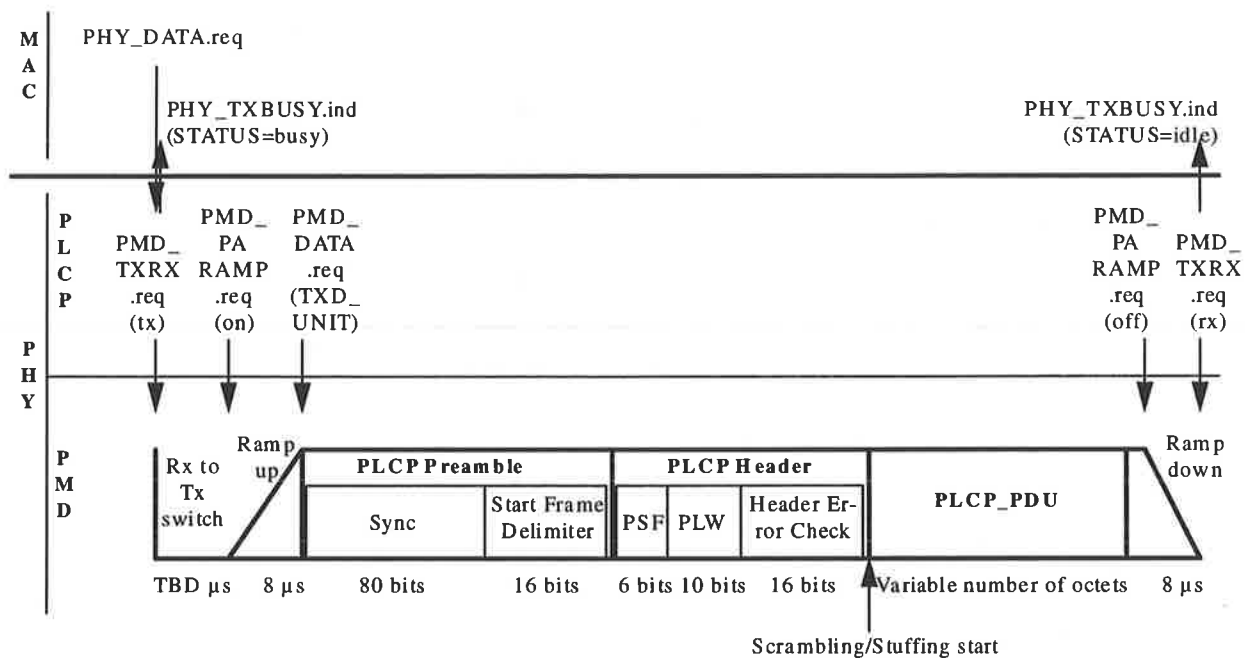 M
A
C
PHY_DATA.req
PHY_TXBUSY.ind
(STATUS=busy)
PHY_TXBUSY.ind
(STATUS=idle)
P
L
C
P
PMD_
TXRX
.req
(tx)
PMD_
PA
RAMP
.req
(on)
PMD_
DATA
.req
(TXD_
UNIT)
PMD_
PA
RAMP
.req
(off)
PMD_
TXRX
.req
(rx)
P
H
Y
P
M
D
Rx to
Tx
switch
Ramp
up
PLCP Preamble
Sync
Start Frame
Delimiter
PLCP Header
PSF
PLW
Header Er-
ror Check
PLCP_PDU
Ramp
down
TBD µs
8 µs
80 bits
16 bits
6 bits
10 bits
16 bits
Variable number of octets
8 µs
Scrambling/Stuffing start